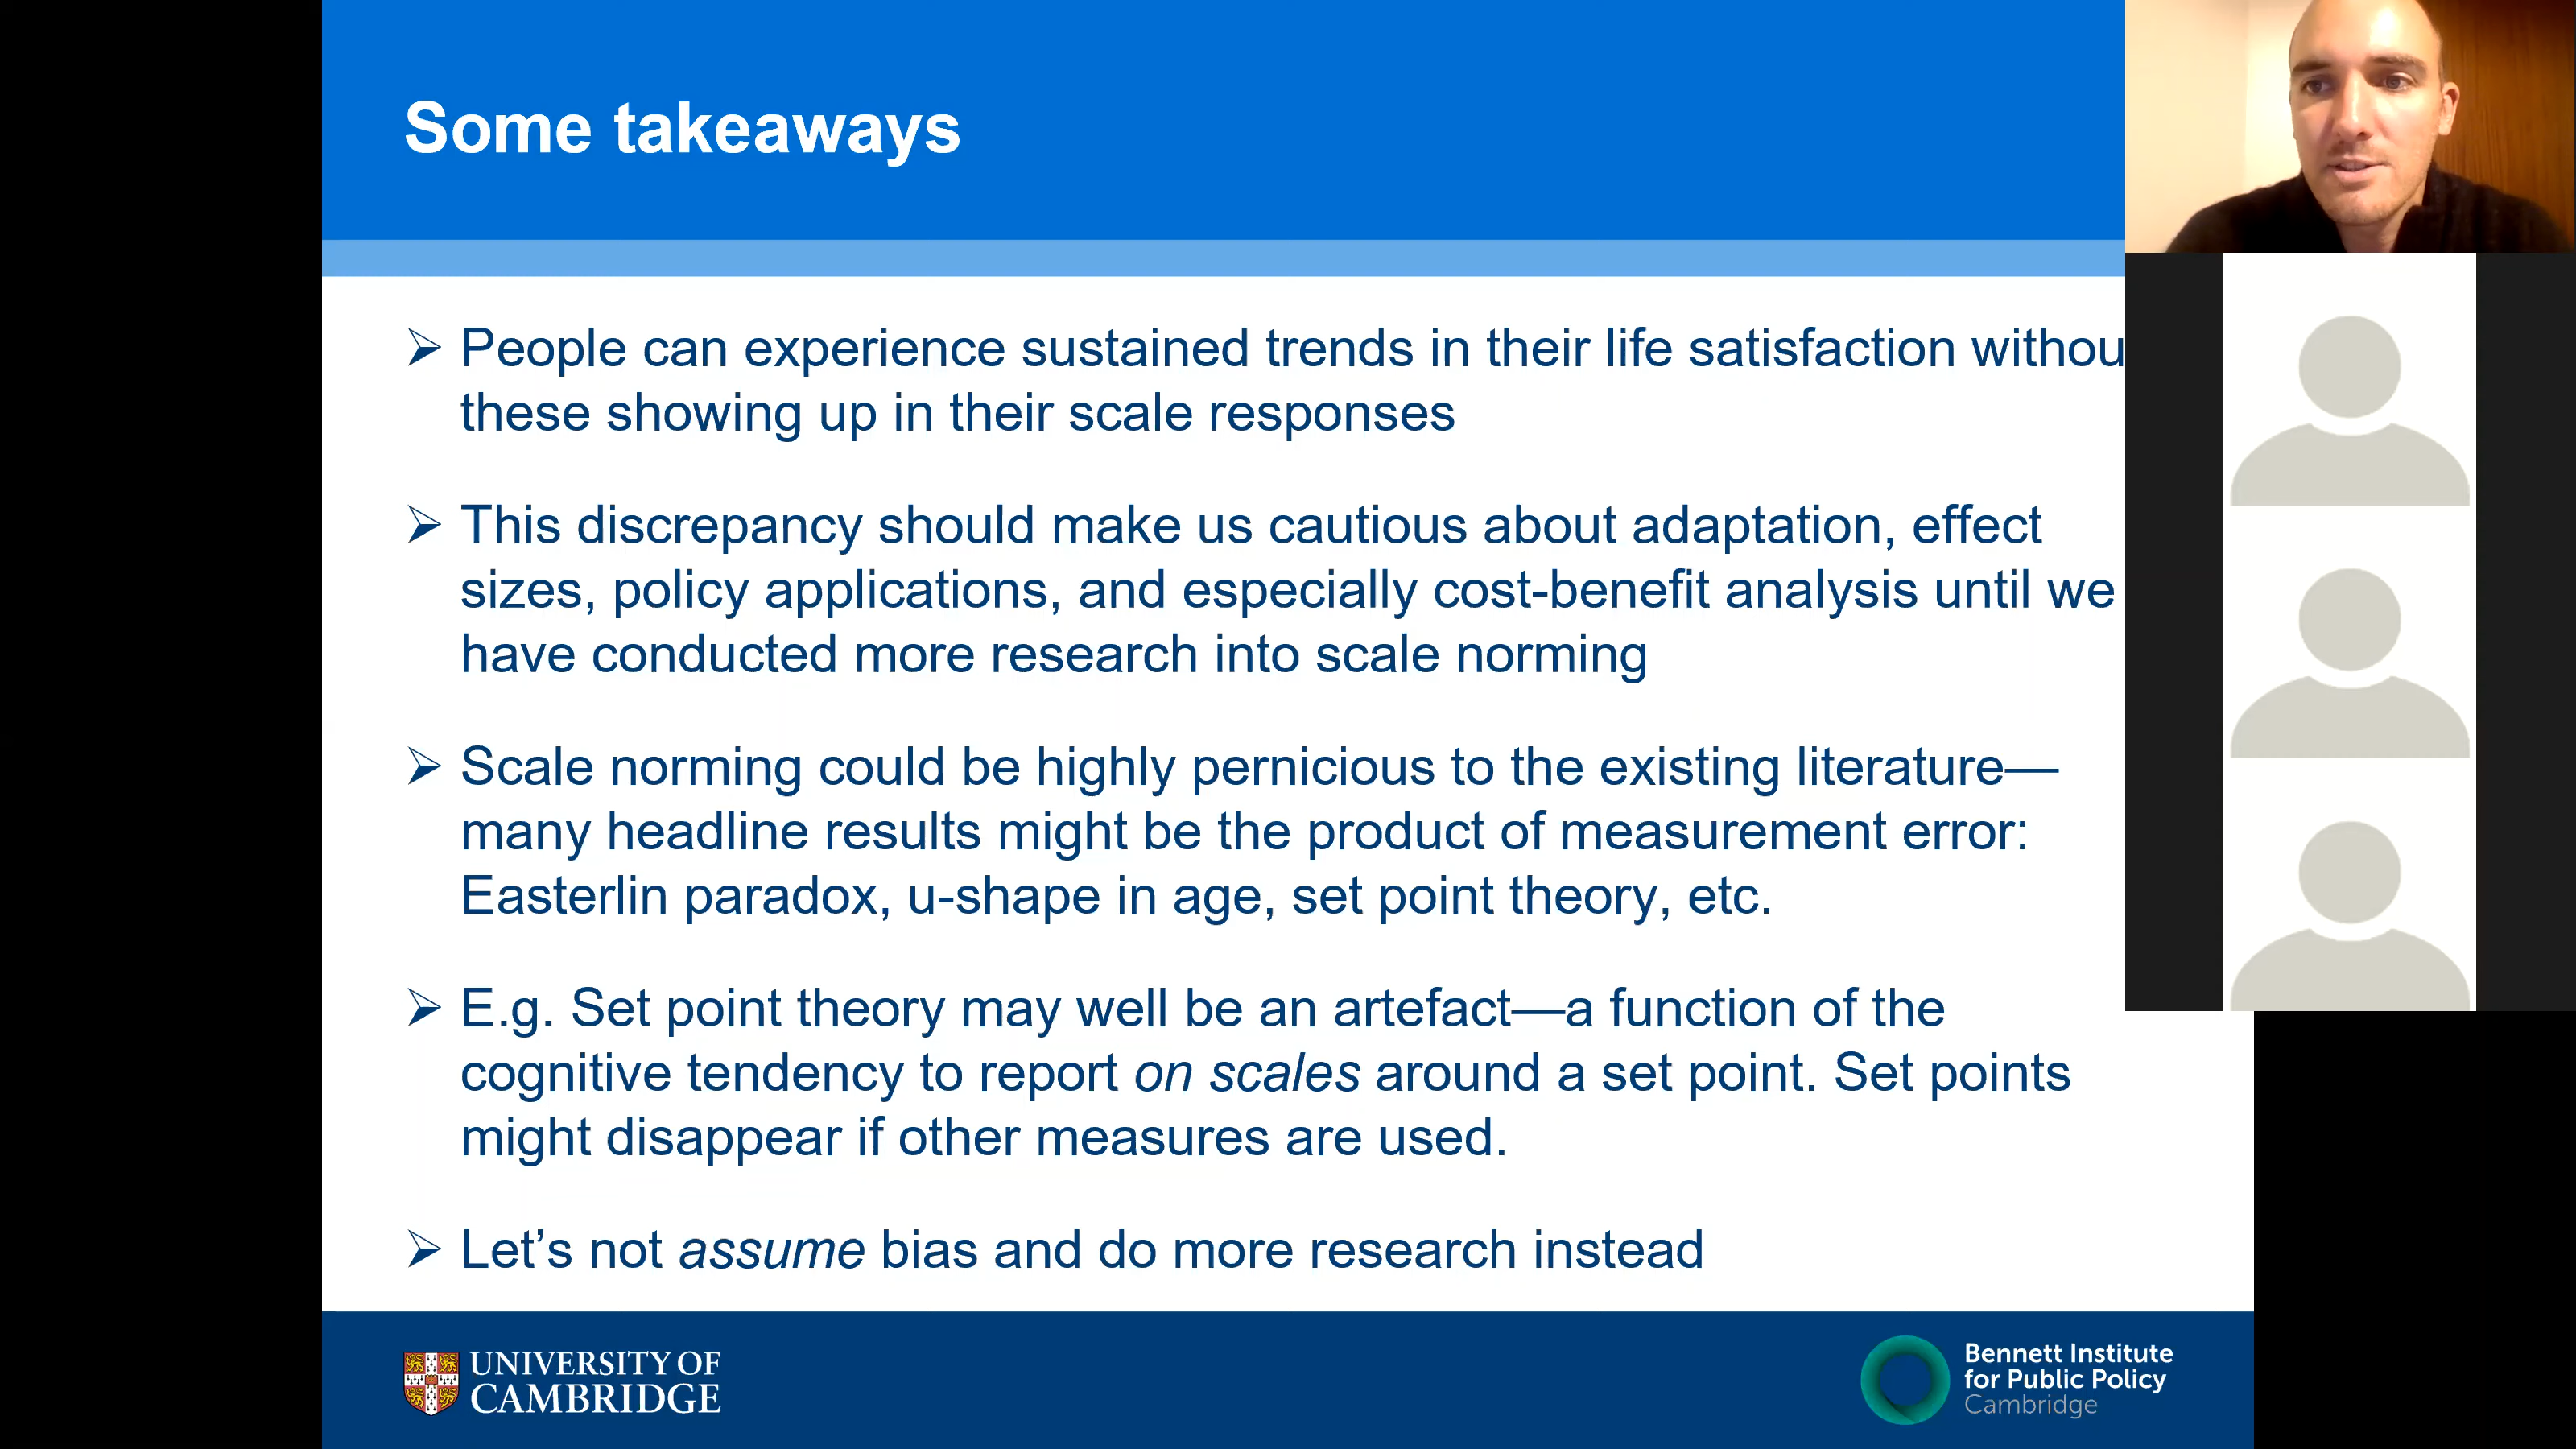 Some takeaways
People can experience sustained trends in their life satisfaction withou
these showing up in their scale responses
This discrepancy should make us cautious about adaptation, effect
sizes, policy applications, and especially cost-benefit analysis until we
have conducted more research into scale norming
Scale norming could be highly pernicious to the existing literature—
many headline results might be the product of measurement error:
Easterlin paradox, u-shape in age, set point theory, etc.
E.g. Set point theory may well be an artefact—a function of the
cognitive tendency to report on scales around a set point. Set points
might disappear if other measures are used.
Let’s not assume bias and do more research instead
UNIVERSITY OF
CAMBRIDGE
Bennett Institute
for Public Policy
Cambridge